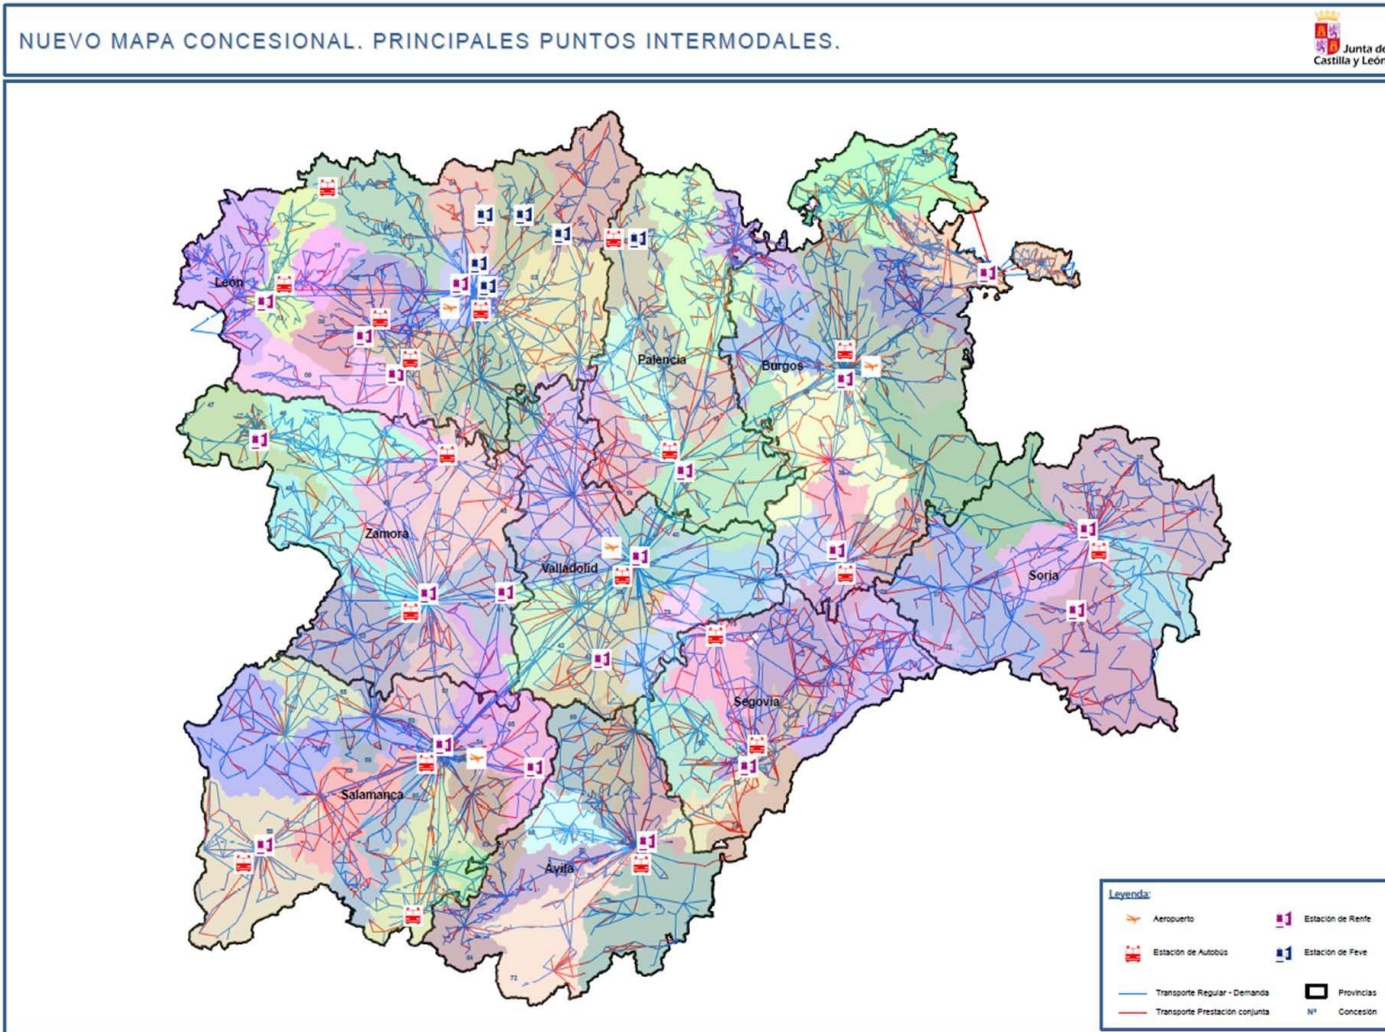 NUEVO MAPA CONCESIONAL. PRINCIPALES PUNTOS INTERMODALES.
Junta de
Castilla y León
León
Palencia
Burgos
Zamora
Valladolid
Soria
Segovia
Salamanca
Ávila
72
Leyenda:
Aeropuerto
Estación de Renfe
Estación de Autobús
Estación de Feve
Transporte Regular - Demanda
Provincias
Transporte Prestación conjunta
Nº
Concesión